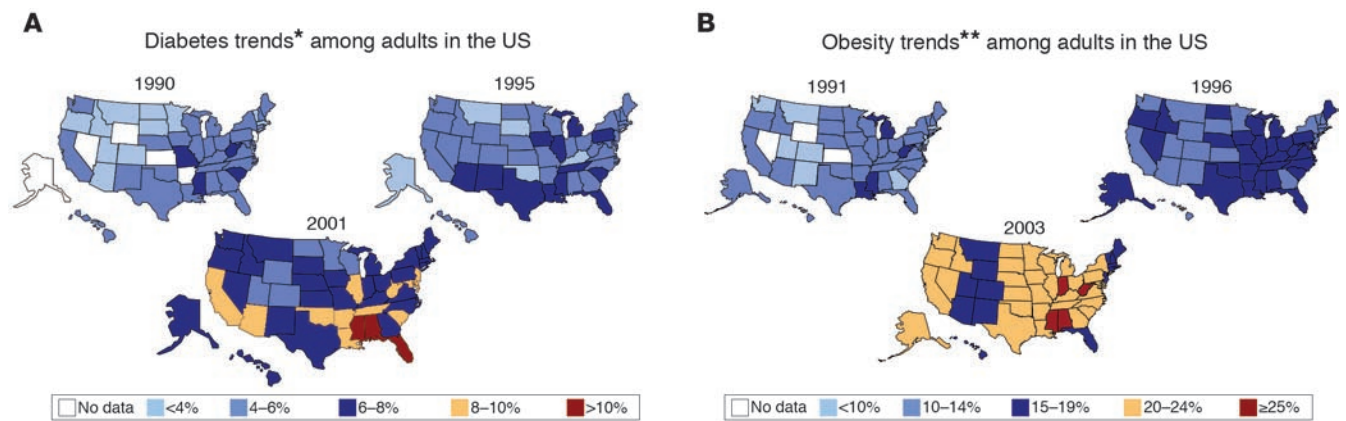 A
Diabetes trends* among adults in the US
1990
1995
2001
No data <4% 4–6% 6–8% 8–10% >10%
B
Obesity trends** among adults in the US
1991
1996
2003
No data <10% 10–14% 15–19% 20–24% ≥25%